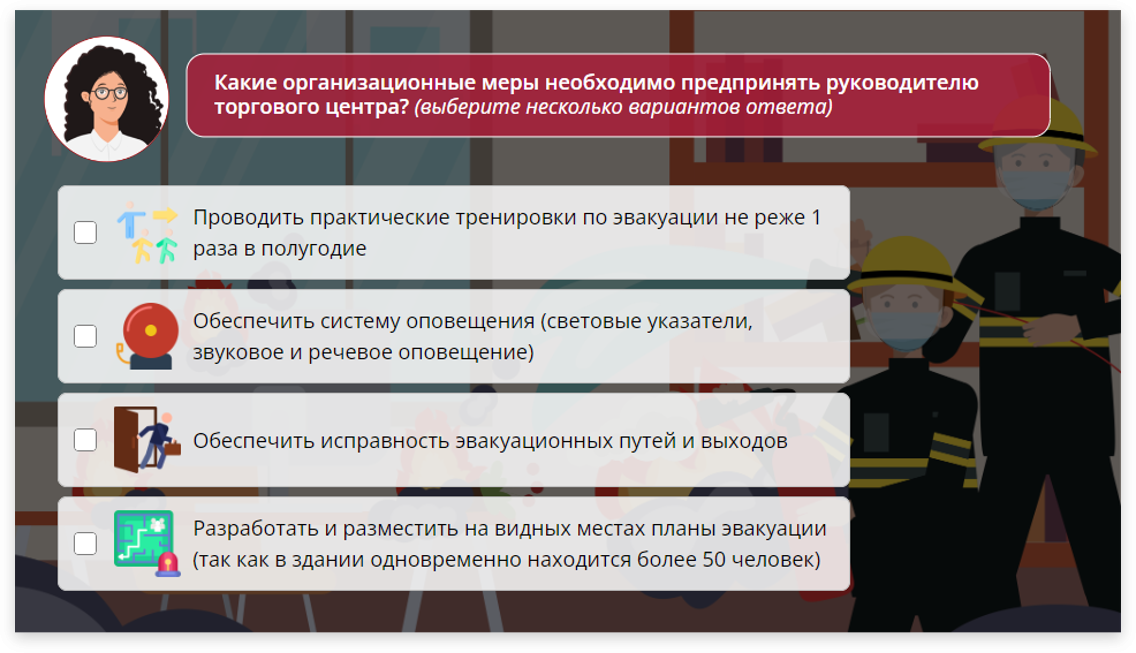 Какие организационные меры необходимо предпринять руководителю
торгового центра? (выберите несколько вариантов ответа)
Проводить практические тренировки по эвакуации не реже 1
раза в полугодие
Обеспечить систему оповещения (световые указатели,
звуковое и речевое оповещение)
Обеспечить исправность эвакуационных путей и выходов
Разработать и разместить на видных местах планы эвакуации
(так как в здании одновременно находится более 50 человек)